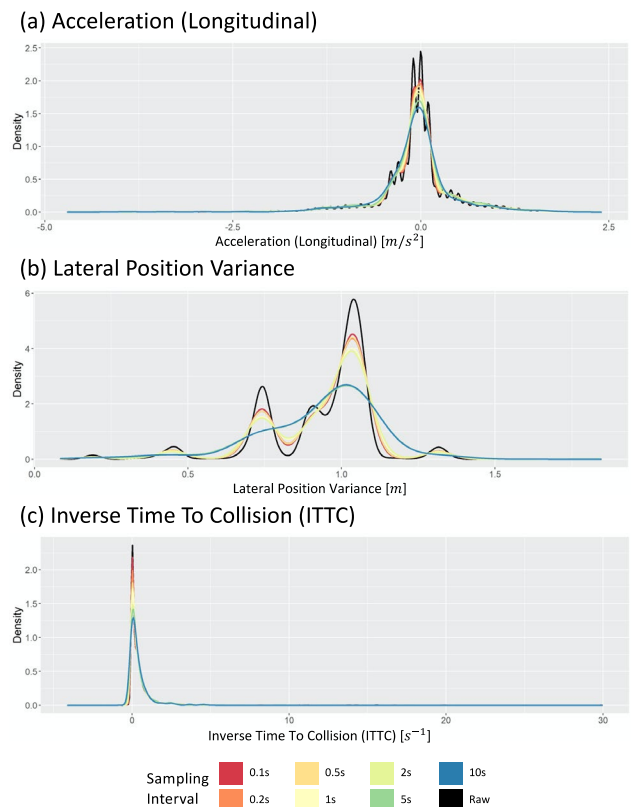 (a) Acceleration (Longitudinal)
2.5
2.0
1.5
1.0
0.5
0.0
Density
-5.0 -2.5 0.0 2.5
Acceleration (Longitudinal) [m/s²]
(b) Lateral Position Variance
6
4
2
0
Density
0.0 0.5 1.0 1.5
Lateral Position Variance [m]
(c) Inverse Time To Collision (ITTC)
2.0
1.5
1.0
0.5
0.0
Density
0 10 20 30
Inverse Time To Collision (ITTC) [s⁻¹]
Sampling Interval
0.1s 0.5s 2s 10s
0.2s 1s 5s Raw